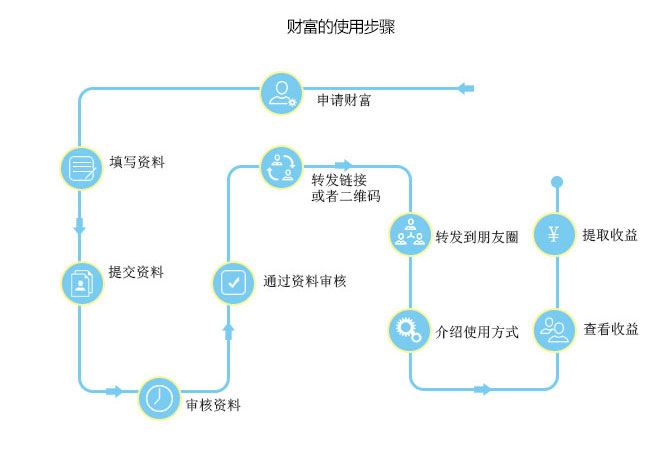 财富的使用步骤
申请财富
填写资料
提交资料
审核资料
通过资料审核
转发链接
或者二维码
转发到朋友圈
介绍使用方式
查看收益
¥
提取收益